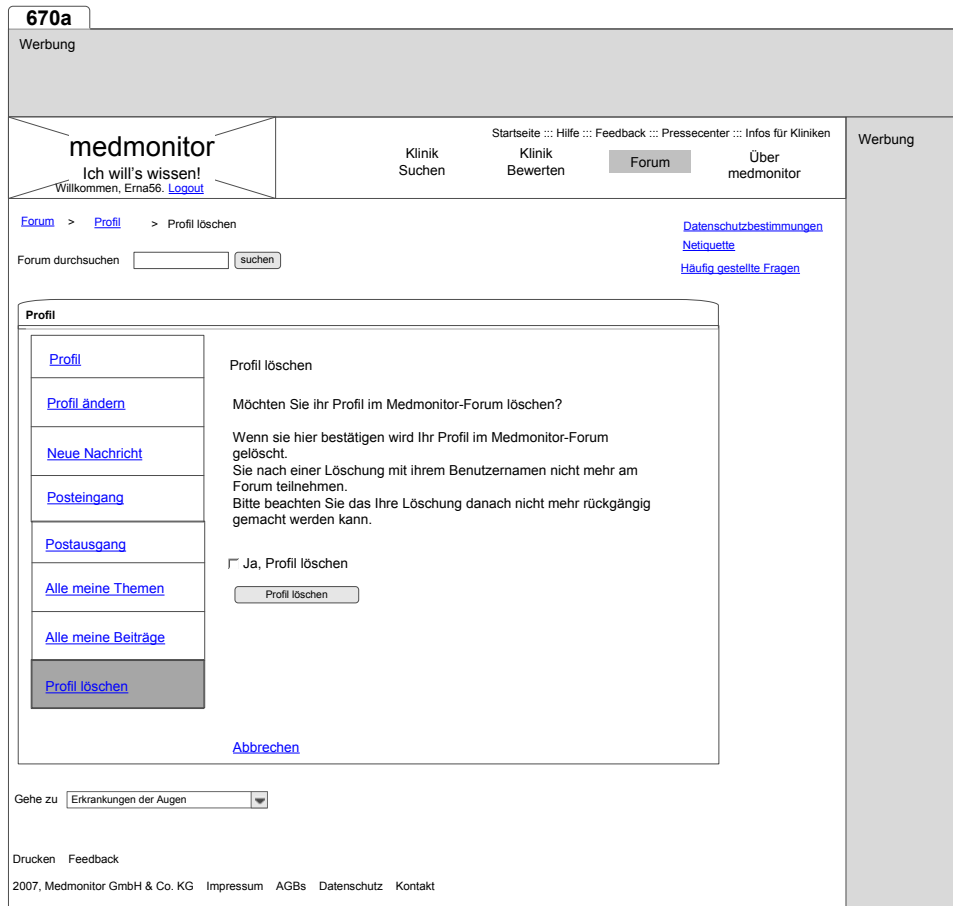 670a
Werbung
medmonitor
Ich will's wissen!
Willkommen, Erna56. Logout
Startseite ::: Hilfe ::: Feedback ::: Pressecenter ::: Infos für Kliniken
Klinik
Suchen
Klinik
Bewerten
Forum
Über
medmonitor
Werbung
Forum > Profil > Profil löschen
Datenschutzbestimmungen
Netiquette
Häufig gestellte Fragen
Forum durchsuchen suchen
Profil
Profil
Profil ändern
Neue Nachricht
Posteingang
Postausgang
Alle meine Themen
Alle meine Beiträge
Profil löschen
Profil löschen
Möchten Sie ihr Profil im Medmonitor-Forum löschen?
Wenn sie hier bestätigen wird Ihr Profil im Medmonitor-Forum
gelöscht.
Sie nach einer Löschung mit ihrem Benutzernamen nicht mehr am
Forum teilnehmen.
Bitte beachten Sie das Ihre Löschung danach nicht mehr rückgängig
gemacht werden kann.
Ja, Profil löschen
Profil löschen
Abbrechen
Gehe zu Erkrankungen der Augen
Drucken Feedback
2007, Medmonitor GmbH & Co. KG Impressum AGBs Datenschutz Kontakt